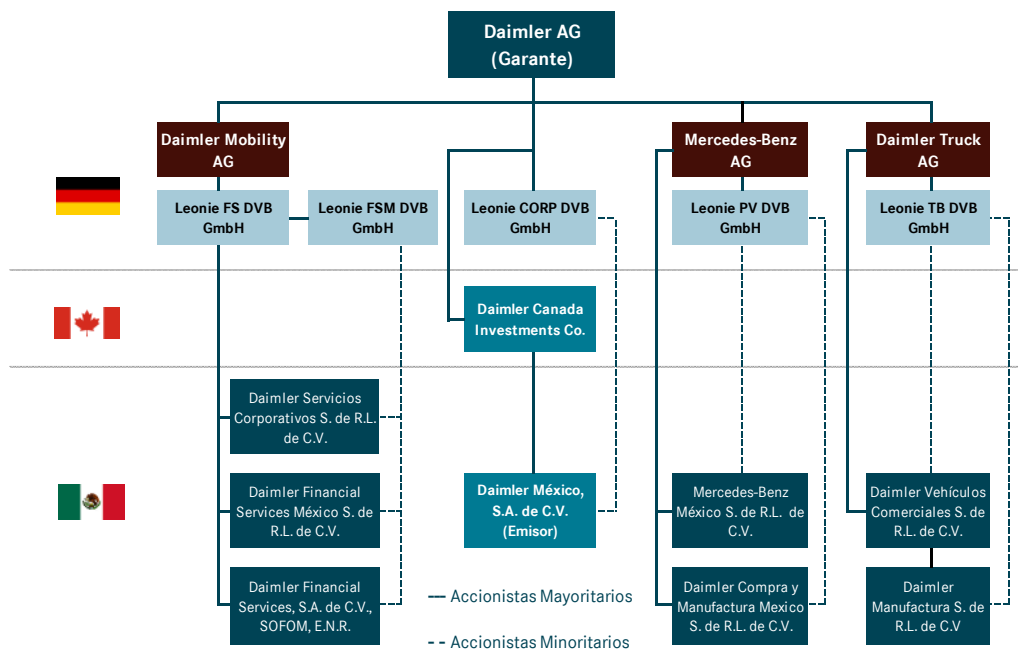 Daimler AG
(Garante)
Daimler Mobility
AG
Mercedes-Benz
AG
Daimler Truck
AG
Leonie FS DVB
GmbH
Leonie FSM DVB
GmbH
Leonie CORP DVB
GmbH
Leonie PV DVB
GmbH
Leonie TB DVB
GmbH
Daimler Canada
Investments Co.
Daimler Servicios
Corporativos S. de R.L.
de C.V.
Daimler Financial
Services México S. de
R.L. de C.V.
Daimler México,
S.A. de C.V.
(Emisor)
Mercedes-Benz
México S. de R.L. de
C.V.
Daimler Vehículos
Comerciales S. de
R.L. de C.V.
Daimler Financial
Services, S.A. de C.V.,
SOFOM, E.N.R.
Daimler Compra y
Manufactura Mexico
S. de R.L. de C.V.
Daimler
Manufactura S. de
R.L. de C.V
Accionistas Mayoritarios
Accionistas Minoritarios